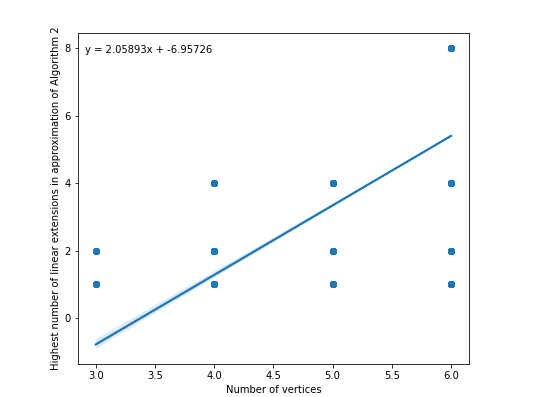 y = 2.05893x + -6.95726
Highest number of linear extensions in approximation of Algorithm 2
8
6
4
2
0
3.0 3.5 4.0 4.5 5.0 5.5 6.0
Number of vertices